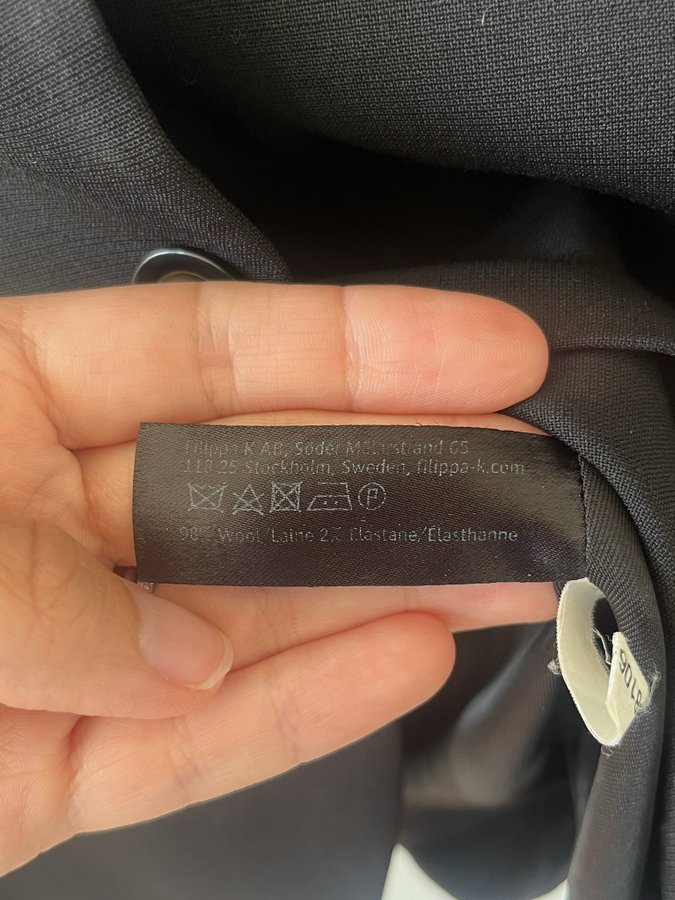 Filippa K AB, Söder Mälarstrand 65
118 25 Stockholm, Sweden, filippa-k.com
F
98% Wool/Laine 2% Elastane/Elasthanne